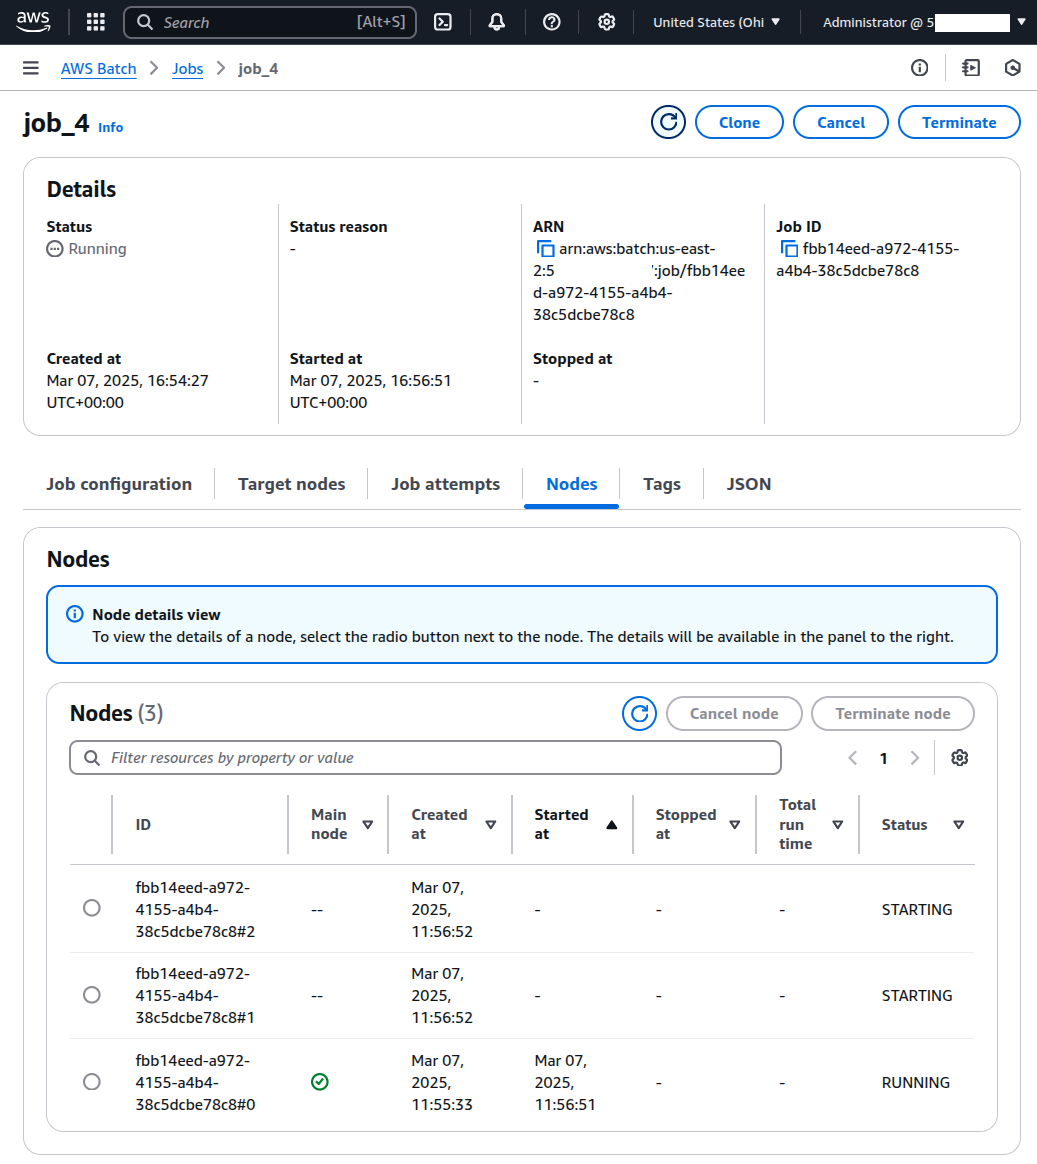 aws Search [Alt+S] United States (Ohi Administrator @ 5
AWS Batch Jobs job_4
job_4 Info Clone Cancel Terminate
Details
Status
Running
Status reason
-
ARN
arn:aws:batch:us-east-
2:5 ':job/fbb14ee
d-a972-4155-a4b4-
38c5dcbe78c8
Job ID
fbb14eed-a972-4155-
a4b4-38c5dcbe78c8
Created at
Mar 07, 2025, 16:54:27
UTC+00:00
Started at
Mar 07, 2025, 16:56:51
UTC+00:00
Stopped at
-
Job configuration Target nodes Job attempts Nodes Tags JSON
Nodes
Node details view
To view the details of a node, select the radio button next to the node. The details will be available in the panel to the right.
Nodes (3) Cancel node Terminate node
Filter resources by property or value 1
ID
Main
node
Created
at
Started
at
Stopped
at
Total
run
time
Status
fbb14eed-a972-
4155-a4b4-
38c5dcbe78c8#2
--
Mar 07,
2025,
11:56:52
-
-
-
STARTING
fbb14eed-a972-
4155-a4b4-
38c5dcbe78c8#1
--
Mar 07,
2025,
11:56:52
-
-
-
STARTING
fbb14eed-a972-
4155-a4b4-
38c5dcbe78c8#0
Mar 07,
2025,
11:55:33
Mar 07,
2025,
11:56:51
-
-
RUNNING